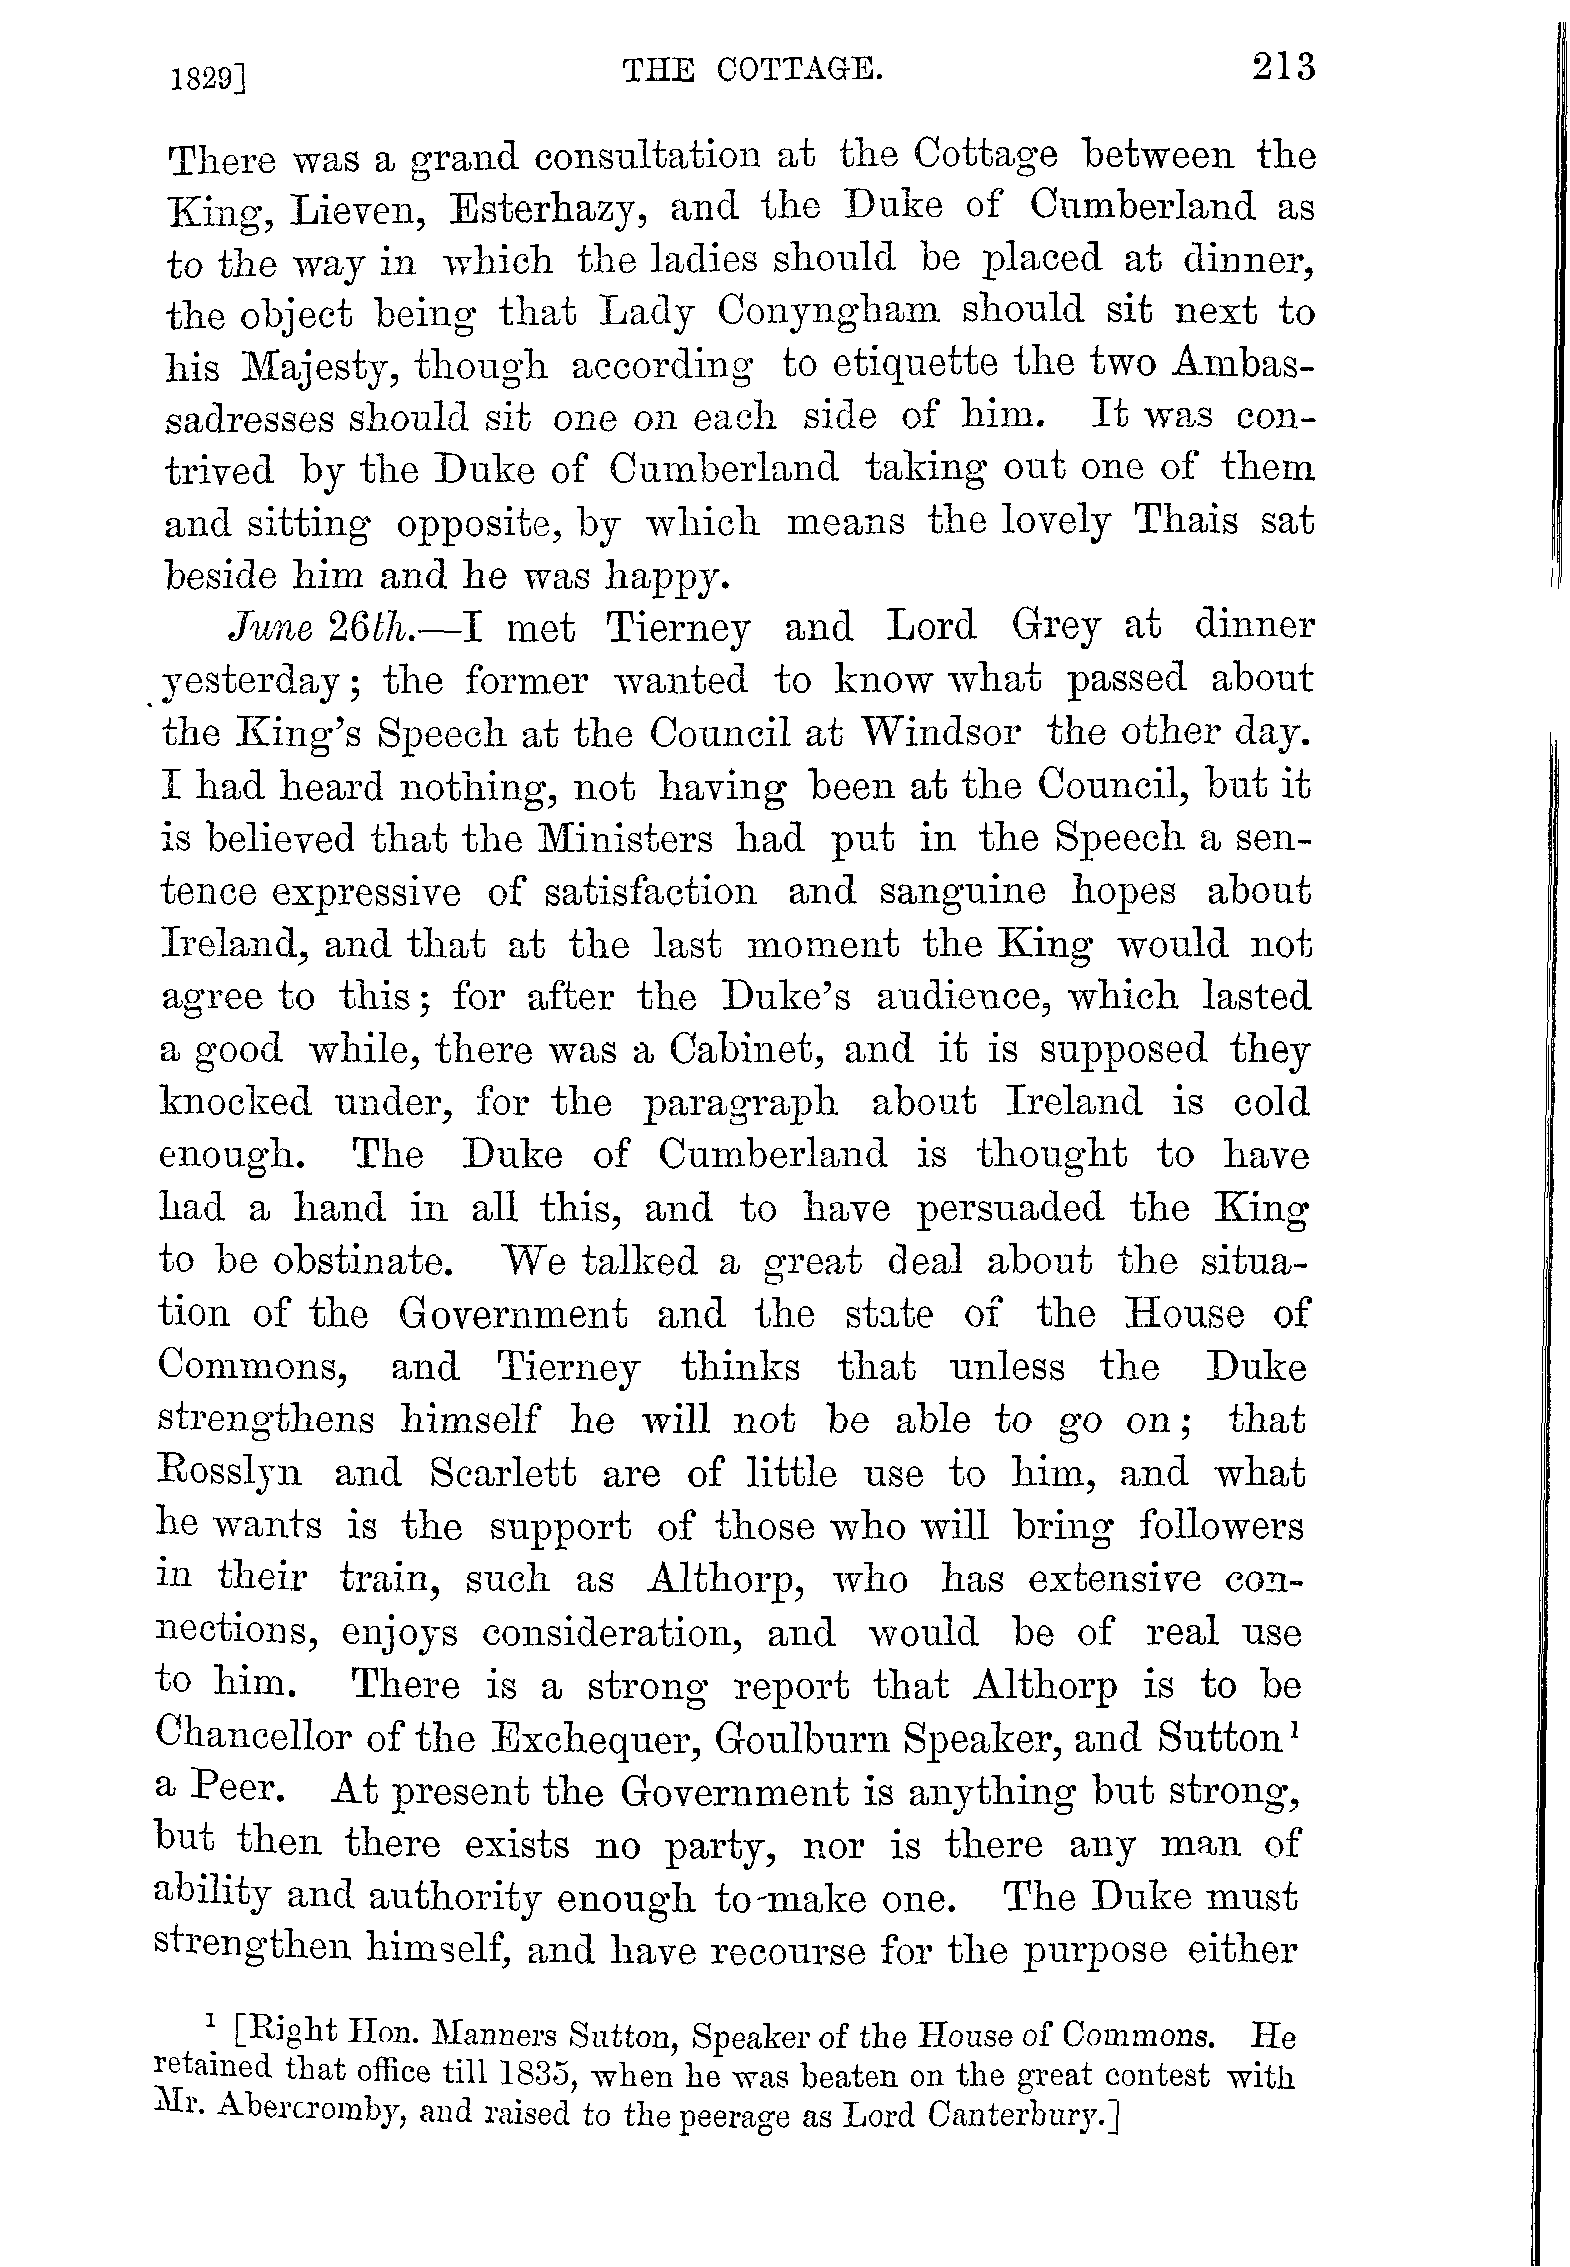 1829] THE COTTAGE. 213
There was a grand consultation at the Cottage between the
King, Lieven, Esterhazy, and the Duke of Cumberland as
to the way in which the ladies should be placed at dinner,
the object being that Lady Conyngham should sit next to
his Majesty, though according to etiquette the two Ambas-
sadresses should sit one on each side of him. It was con-
trived by the Duke of Cumberland taking out one of them
and sitting opposite, by which means the lovely Thais sat
beside him and he was happy.
June 26th.—I met Tierney and Lord Grey at dinner
yesterday; the former wanted to know what passed about
the King's Speech at the Council at Windsor the other day.
I had heard nothing, not having been at the Council, but it
is believed that the Ministers had put in the Speech a sen-
tence expressive of satisfaction and sanguine hopes about
Ireland, and that at the last moment the King would not
agree to this; for after the Duke's audience, which lasted
a good while, there was a Cabinet, and it is supposed they
knocked under, for the paragraph about Ireland is cold
enough. The Duke of Cumberland is thought to have
had a hand in all this, and to have persuaded the King
to be obstinate. We talked a great deal about the situa-
tion of the Government and the state of the House of
Commons, and Tierney thinks that unless the Duke
strengthens himself he will not be able to go on; that
Rosslyn and Scarlett are of little use to him, and what
he wants is the support of those who will bring followers
in their train, such as Althorp, who has extensive con-
nections, enjoys consideration, and would be of real use
to him. There is a strong report that Althorp is to be
Chancellor of the Exchequer, Goulburn Speaker, and Sutton¹
a Peer. At present the Government is anything but strong,
but then there exists no party, nor is there any man of
ability and authority enough to make one. The Duke must
strengthen himself, and have recourse for the purpose either
¹ [Right Hon. Manners Sutton, Speaker of the House of Commons. He
retained that office till 1835, when he was beaten on the great contest with
Mr. Abercromby, and raised to the peerage as Lord Canterbury.]